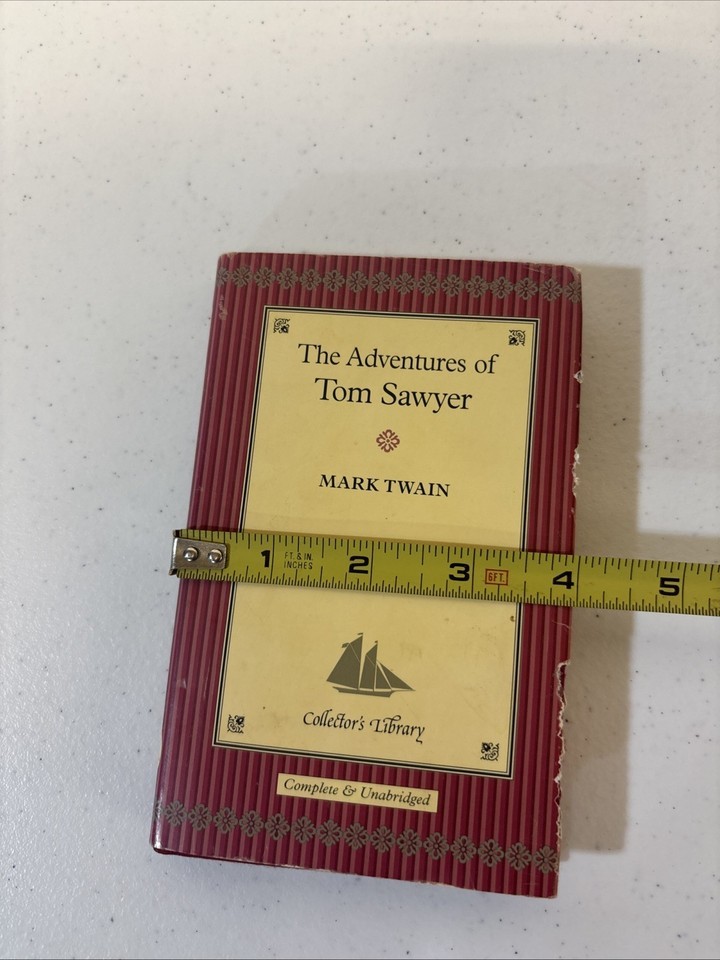 The Adventures of
Tom Sawyer
MARK TWAIN
1 FT. & IN. 2 3 6FT. 4 5
INCHES
Collector's Library
Complete & Unabridged